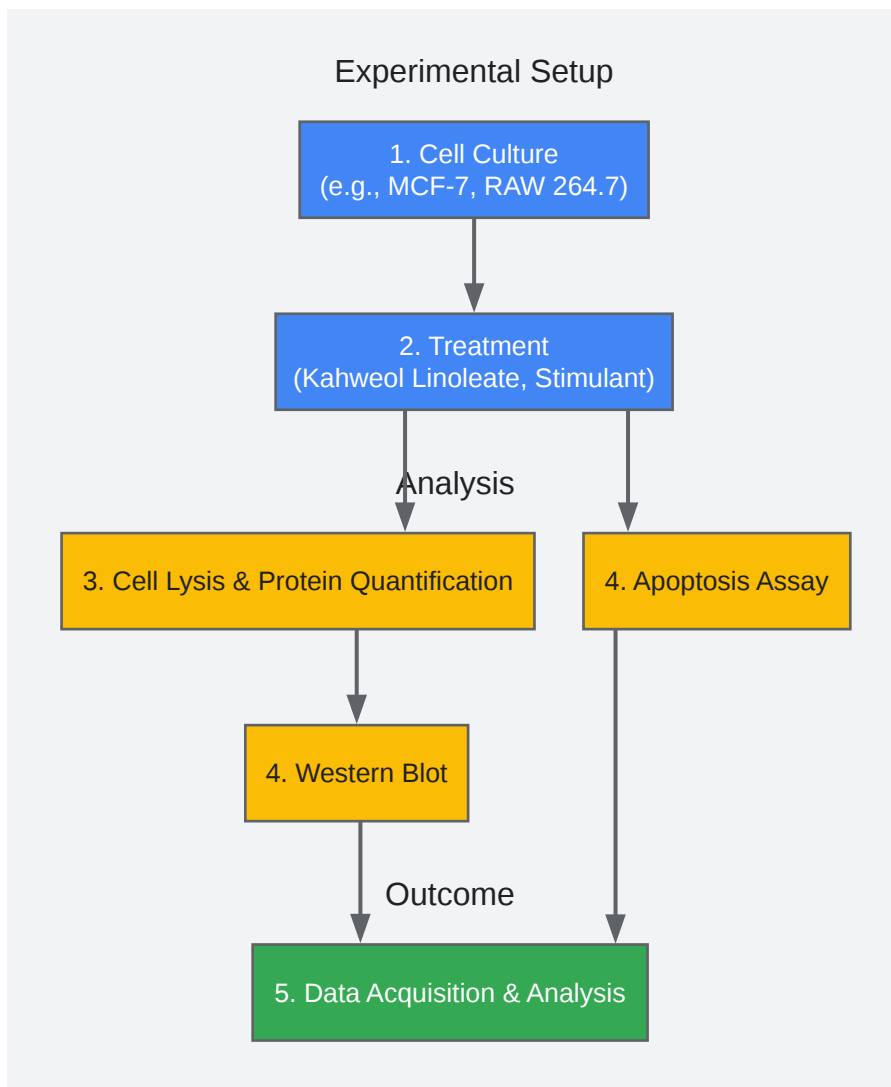 Experimental Setup
1. Cell Culture
(e.g., MCF-7, RAW 264.7)
2. Treatment
(Kahweol Linoleate, Stimulant)
Analysis
3. Cell Lysis & Protein Quantification
4. Apoptosis Assay
4. Western Blot
Outcome
5. Data Acquisition & Analysis